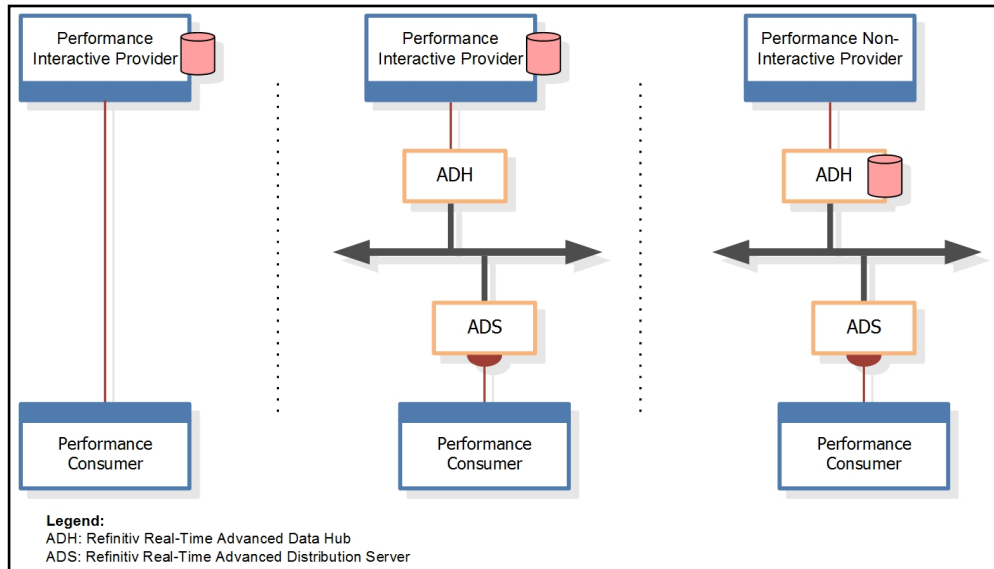 Performance
Interactive Provider
Performance
Interactive Provider
Performance Non-
Interactive Provider
ADH
ADH
ADS
ADS
Performance
Consumer
Performance
Consumer
Performance
Consumer
Legend:
ADH: Refinitiv Real-Time Advanced Data Hub
ADS: Refinitiv Real-Time Advanced Distribution Server